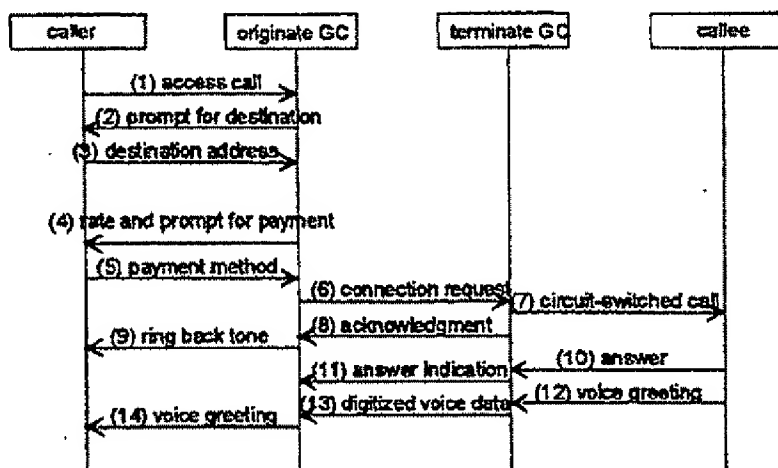 caller originate GC terminate GC callee
(1) access call
(2) prompt for destination
(3) destination address
(4) rate and prompt for payment
(5) payment method
(6) connection request
(7) circuit-switched call
(8) acknowledgment
(9) ring back tone
(10) answer
(11) answer indication
(12) voice greeting
(13) digitized voice data
(14) voice greeting